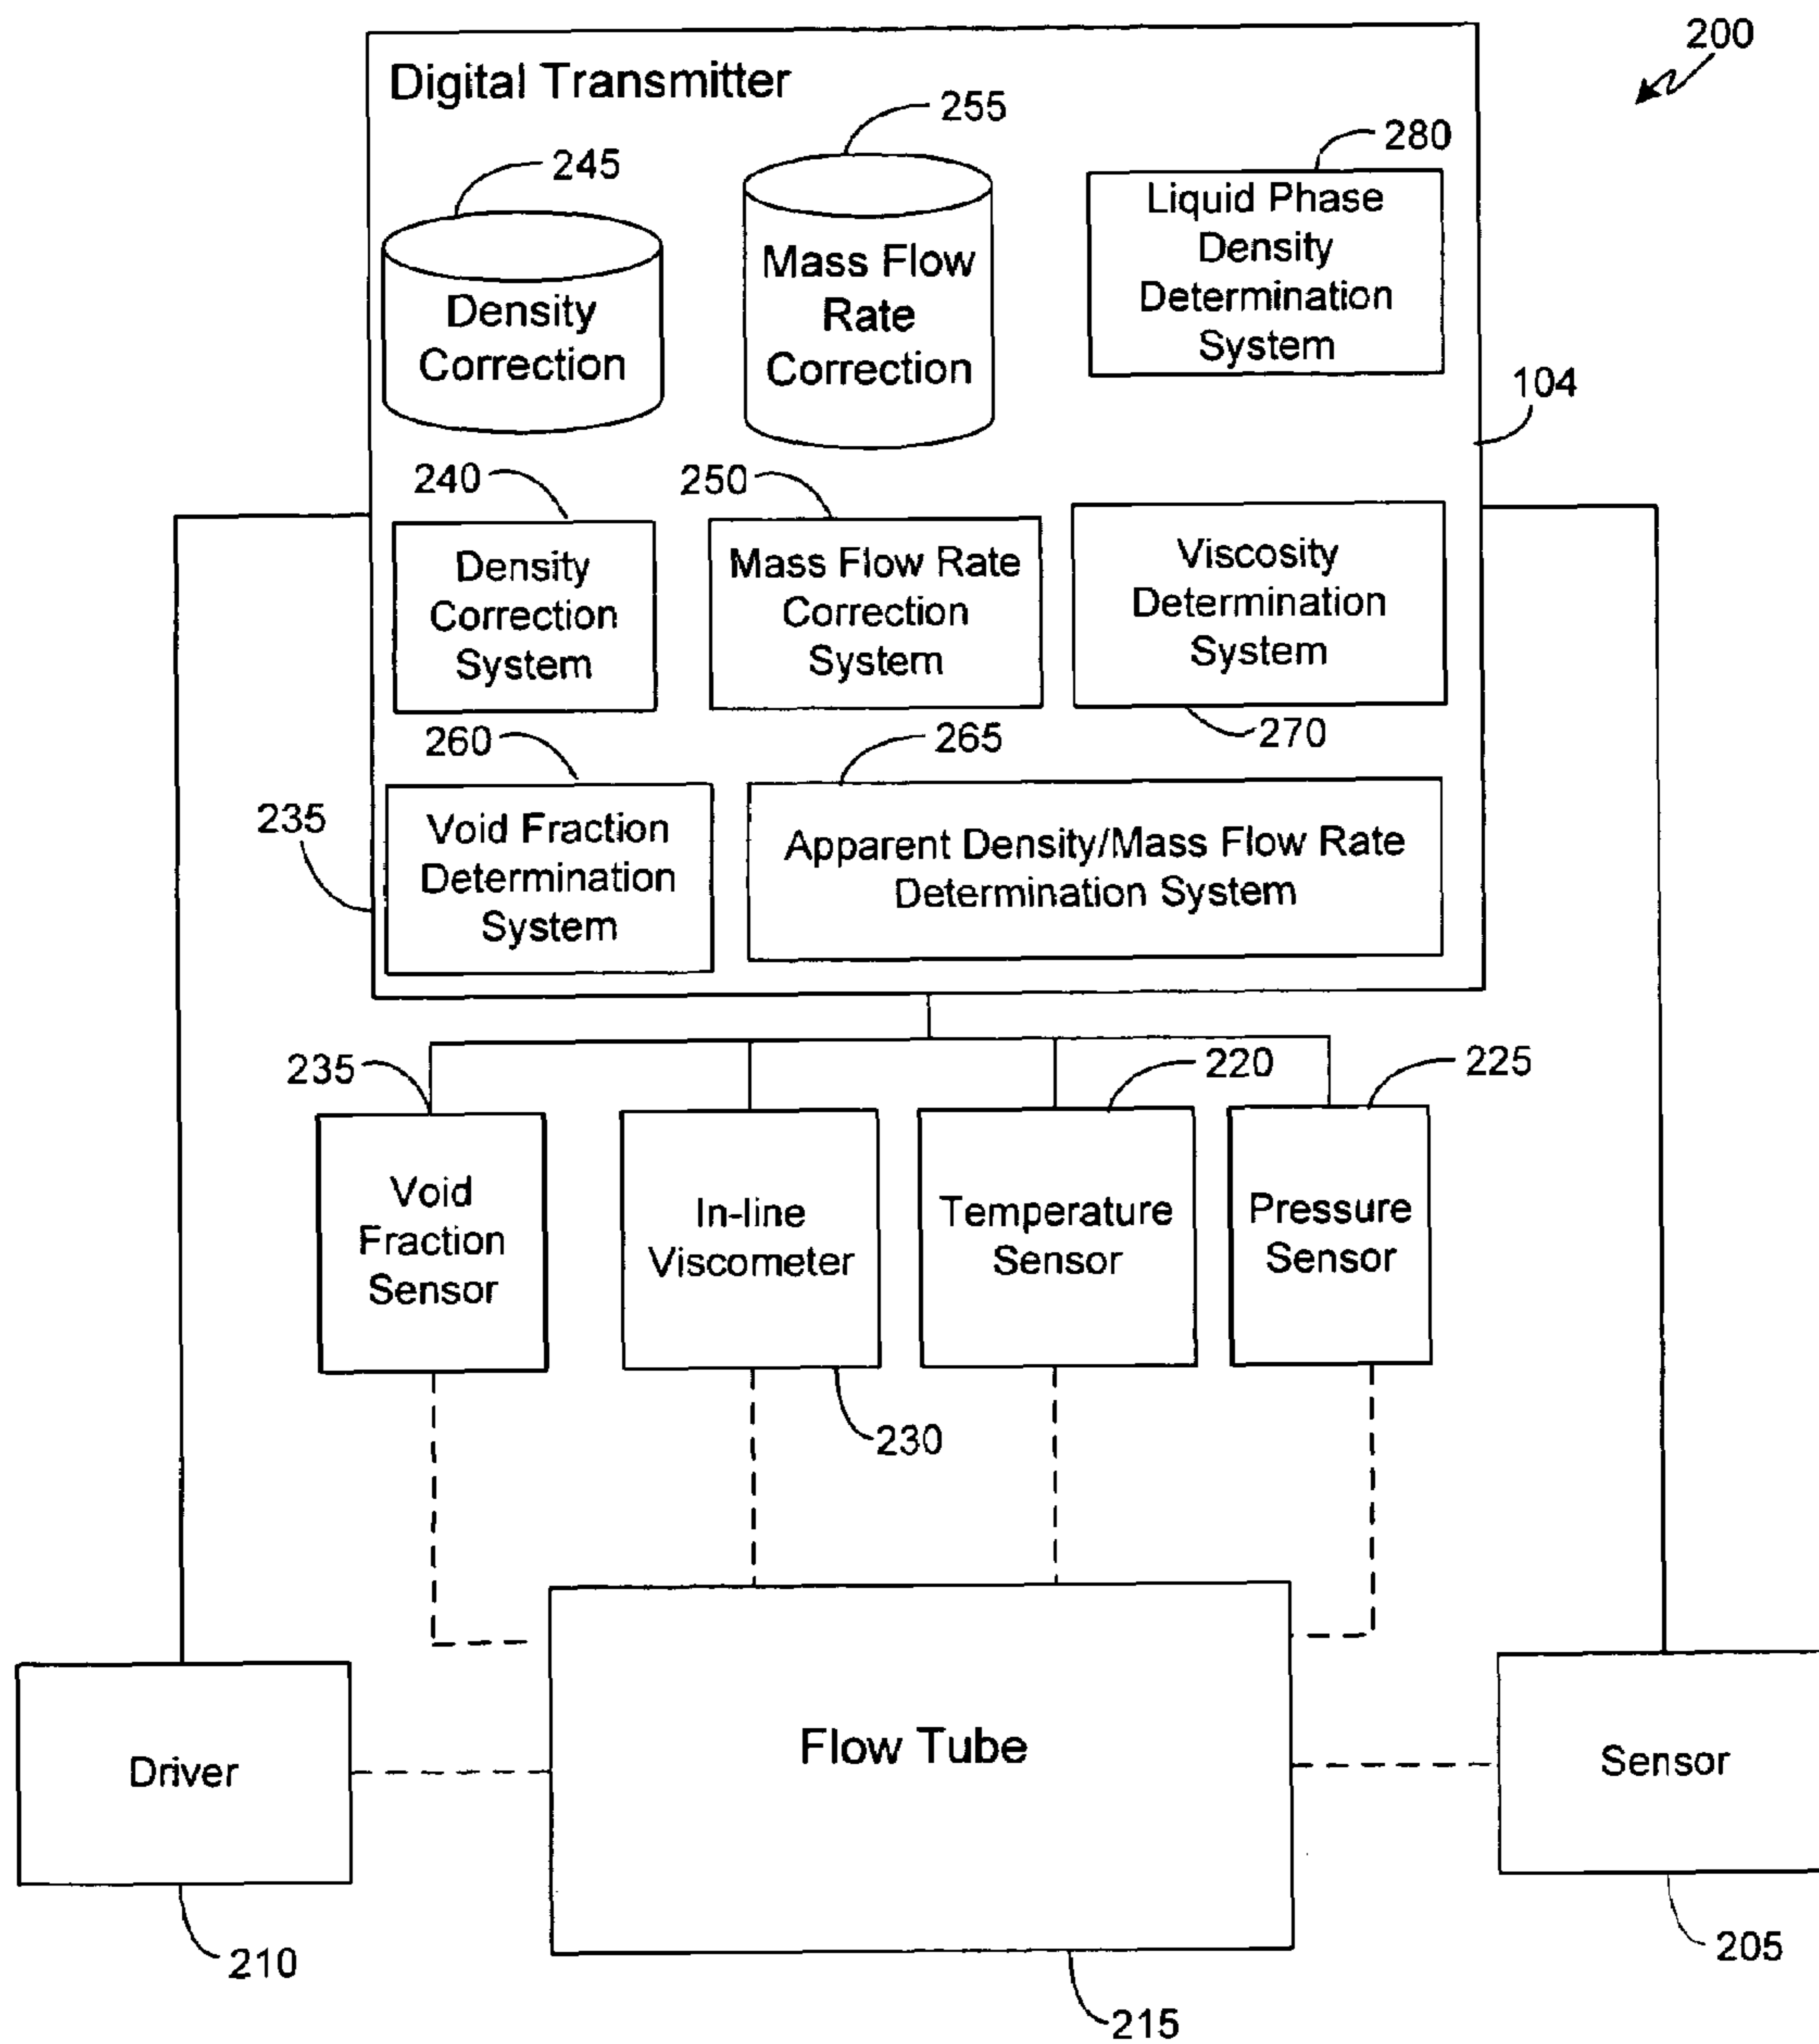 200
Digital Transmitter
255
280
245
Liquid Phase
Density
Determination
System
Mass Flow
Rate
Correction
Density
Correction
104
240
250
Density
Correction
System
Mass Flow Rate
Correction
System
Viscosity
Determination
System
260
265
270
235
Void Fraction
Determination
System
Apparent Density/Mass Flow Rate
Determination System
235
220
225
Void
Fraction
Sensor
In-line
Viscometer
Temperature
Sensor
Pressure
Sensor
230
Driver
Flow Tube
Sensor
210
215
205